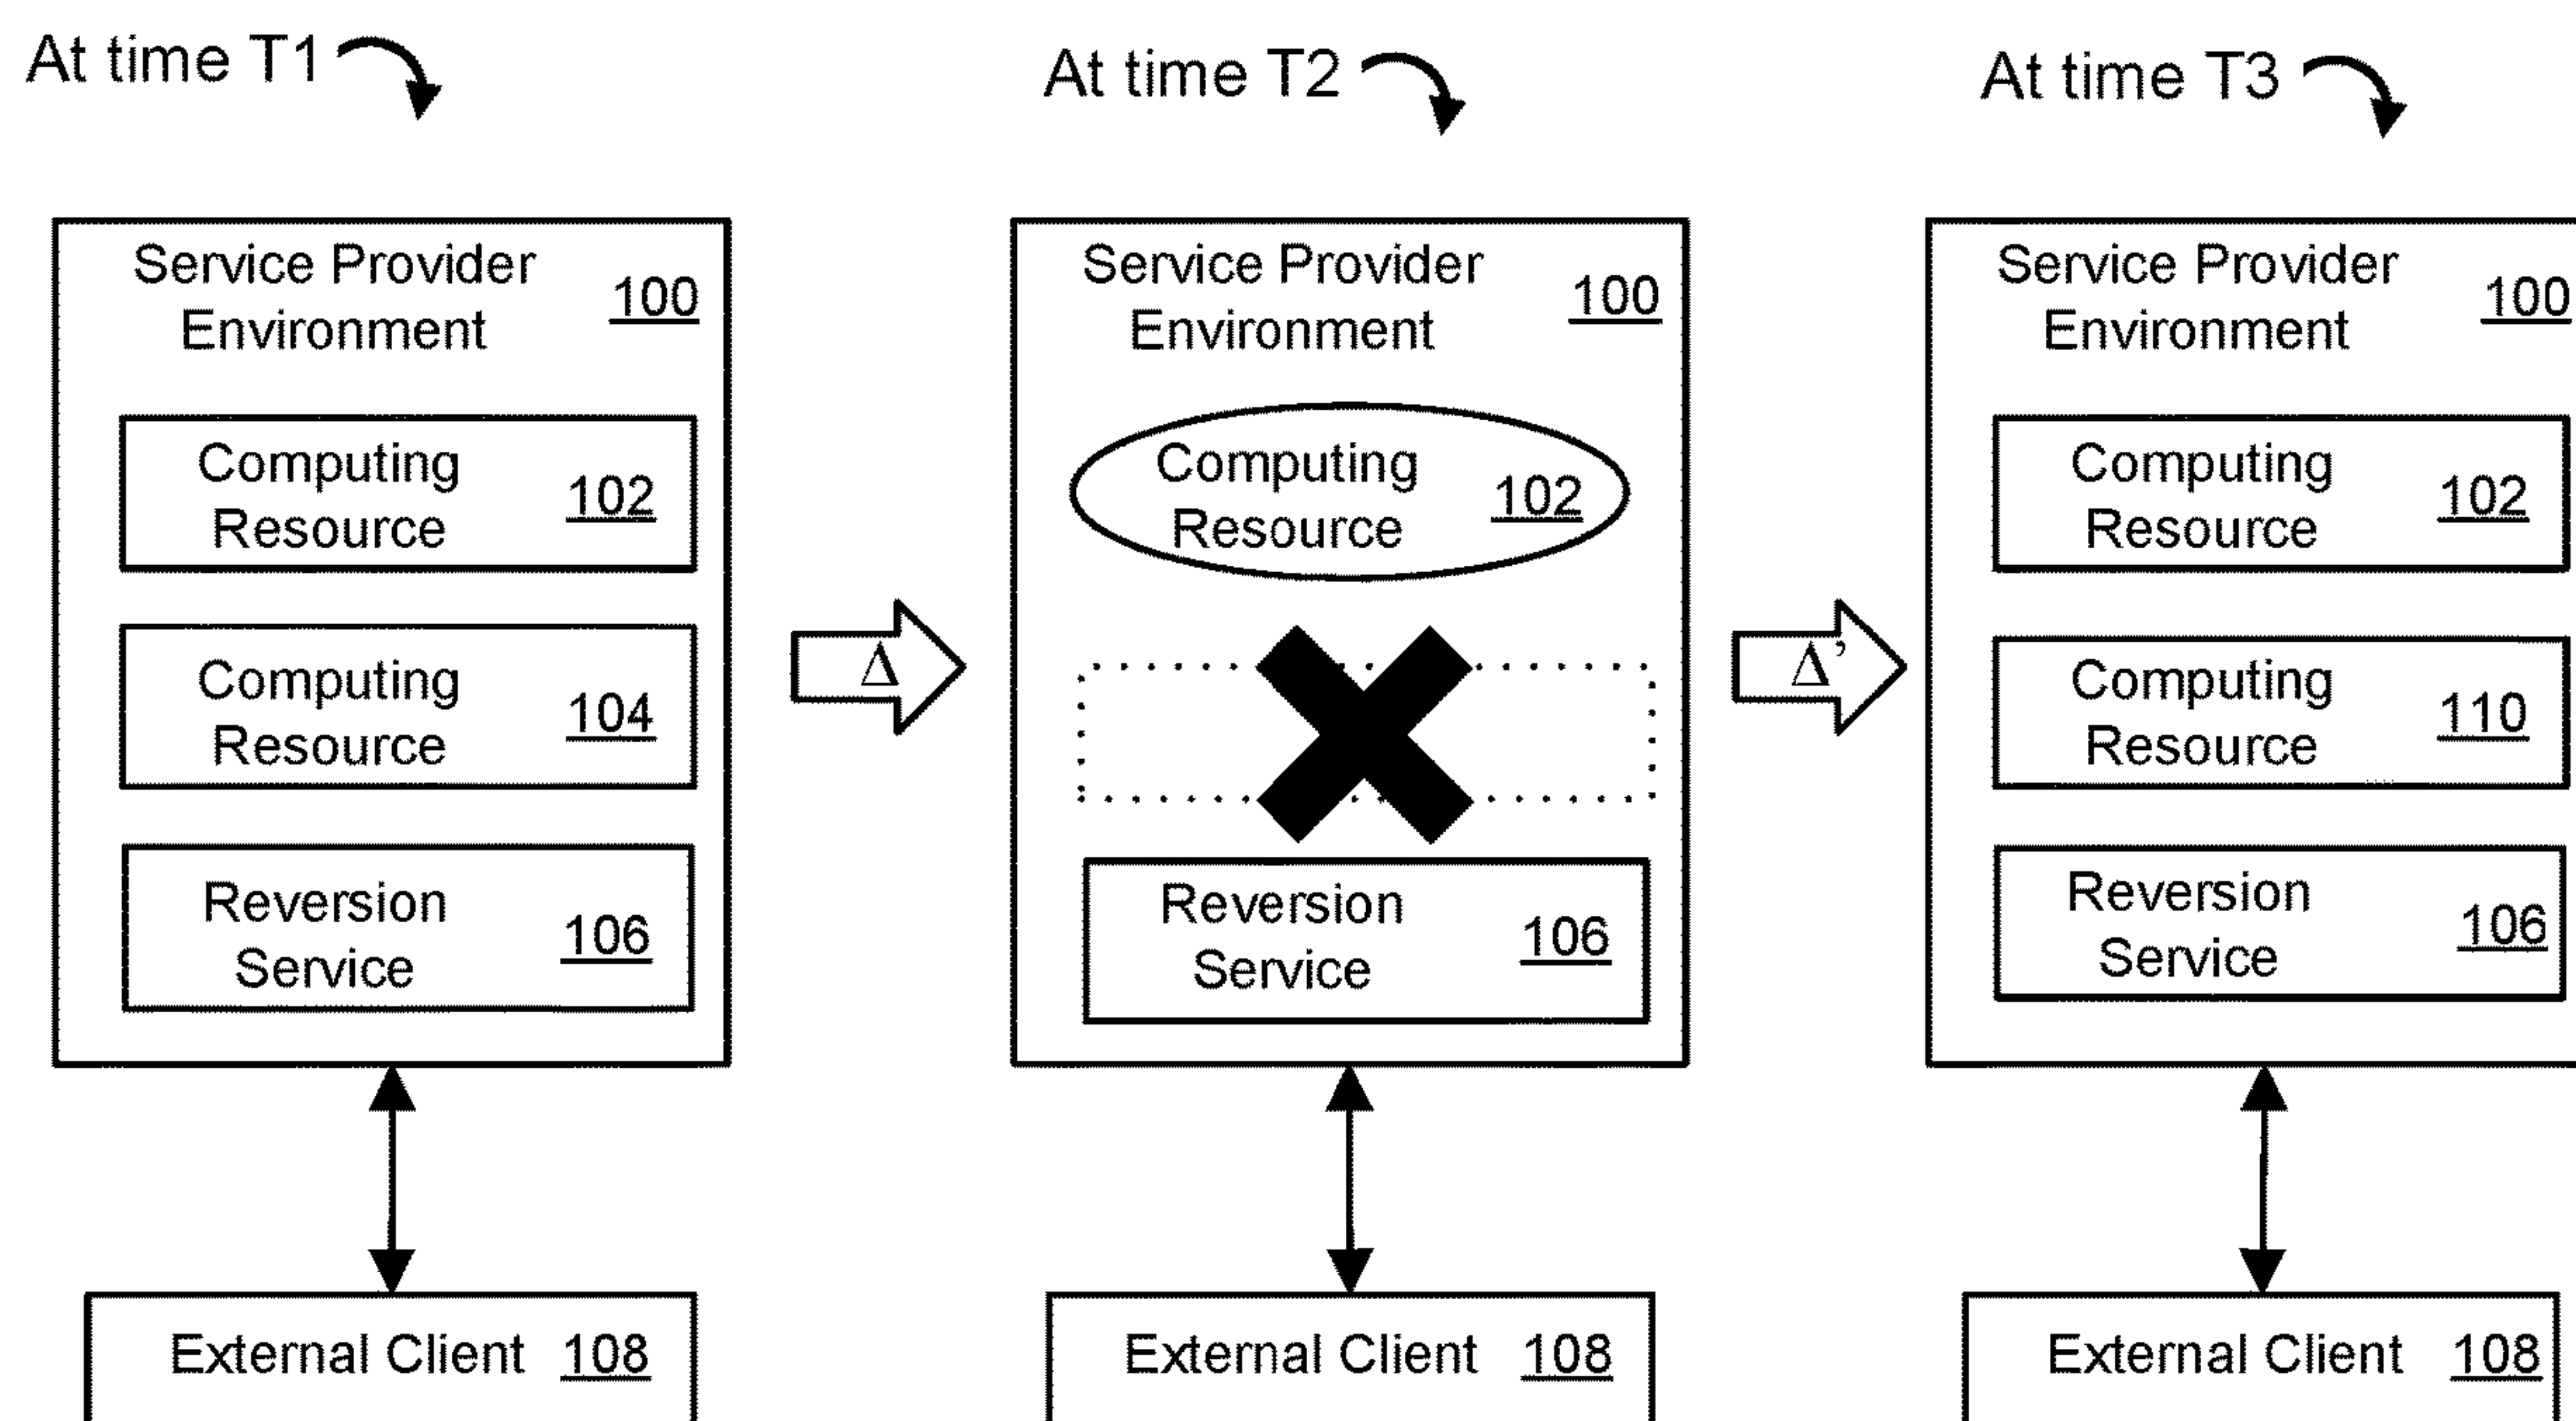 At time T1
Service Provider
Environment
100
Computing
Resource
102
Computing
Resource
104
Reversion
Service
106
External Client 108
Δ
At time T2
Service Provider
Environment
100
Computing
Resource
102
Reversion
Service
106
External Client 108
Δ’
At time T3
Service Provider
Environment
100
Computing
Resource
102
Computing
Resource
110
Reversion
Service
106
External Client 108